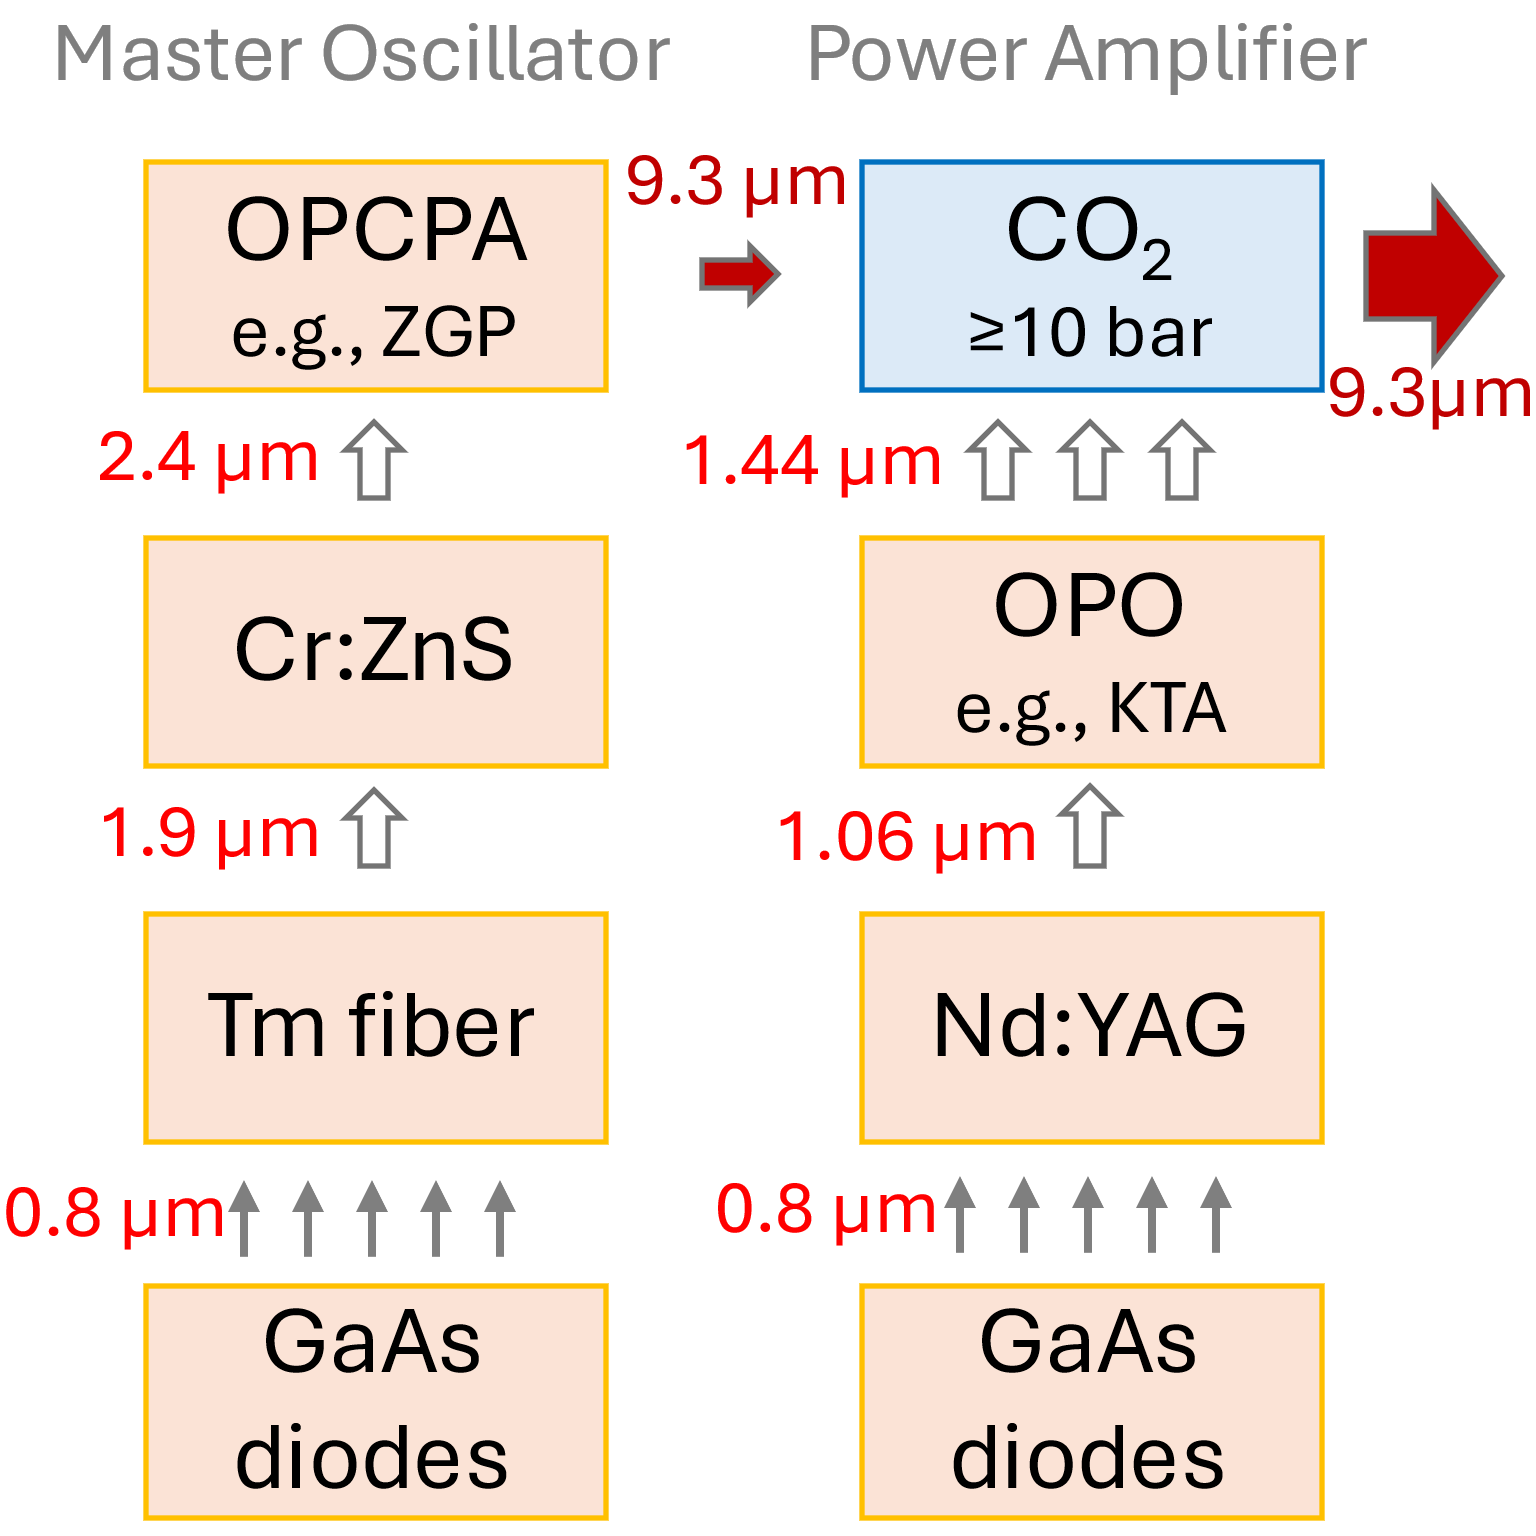 Master Oscillator
Power Amplifier
OPCPA
e.g., ZGP
9.3 µm
CO₂
≥10 bar
9.3µm
2.4 µm
1.44 µm
Cr:ZnS
OPO
e.g., KTA
1.9 µm
1.06 µm
Tm fiber
Nd:YAG
0.8 µm
0.8 µm
GaAs
diodes
GaAs
diodes